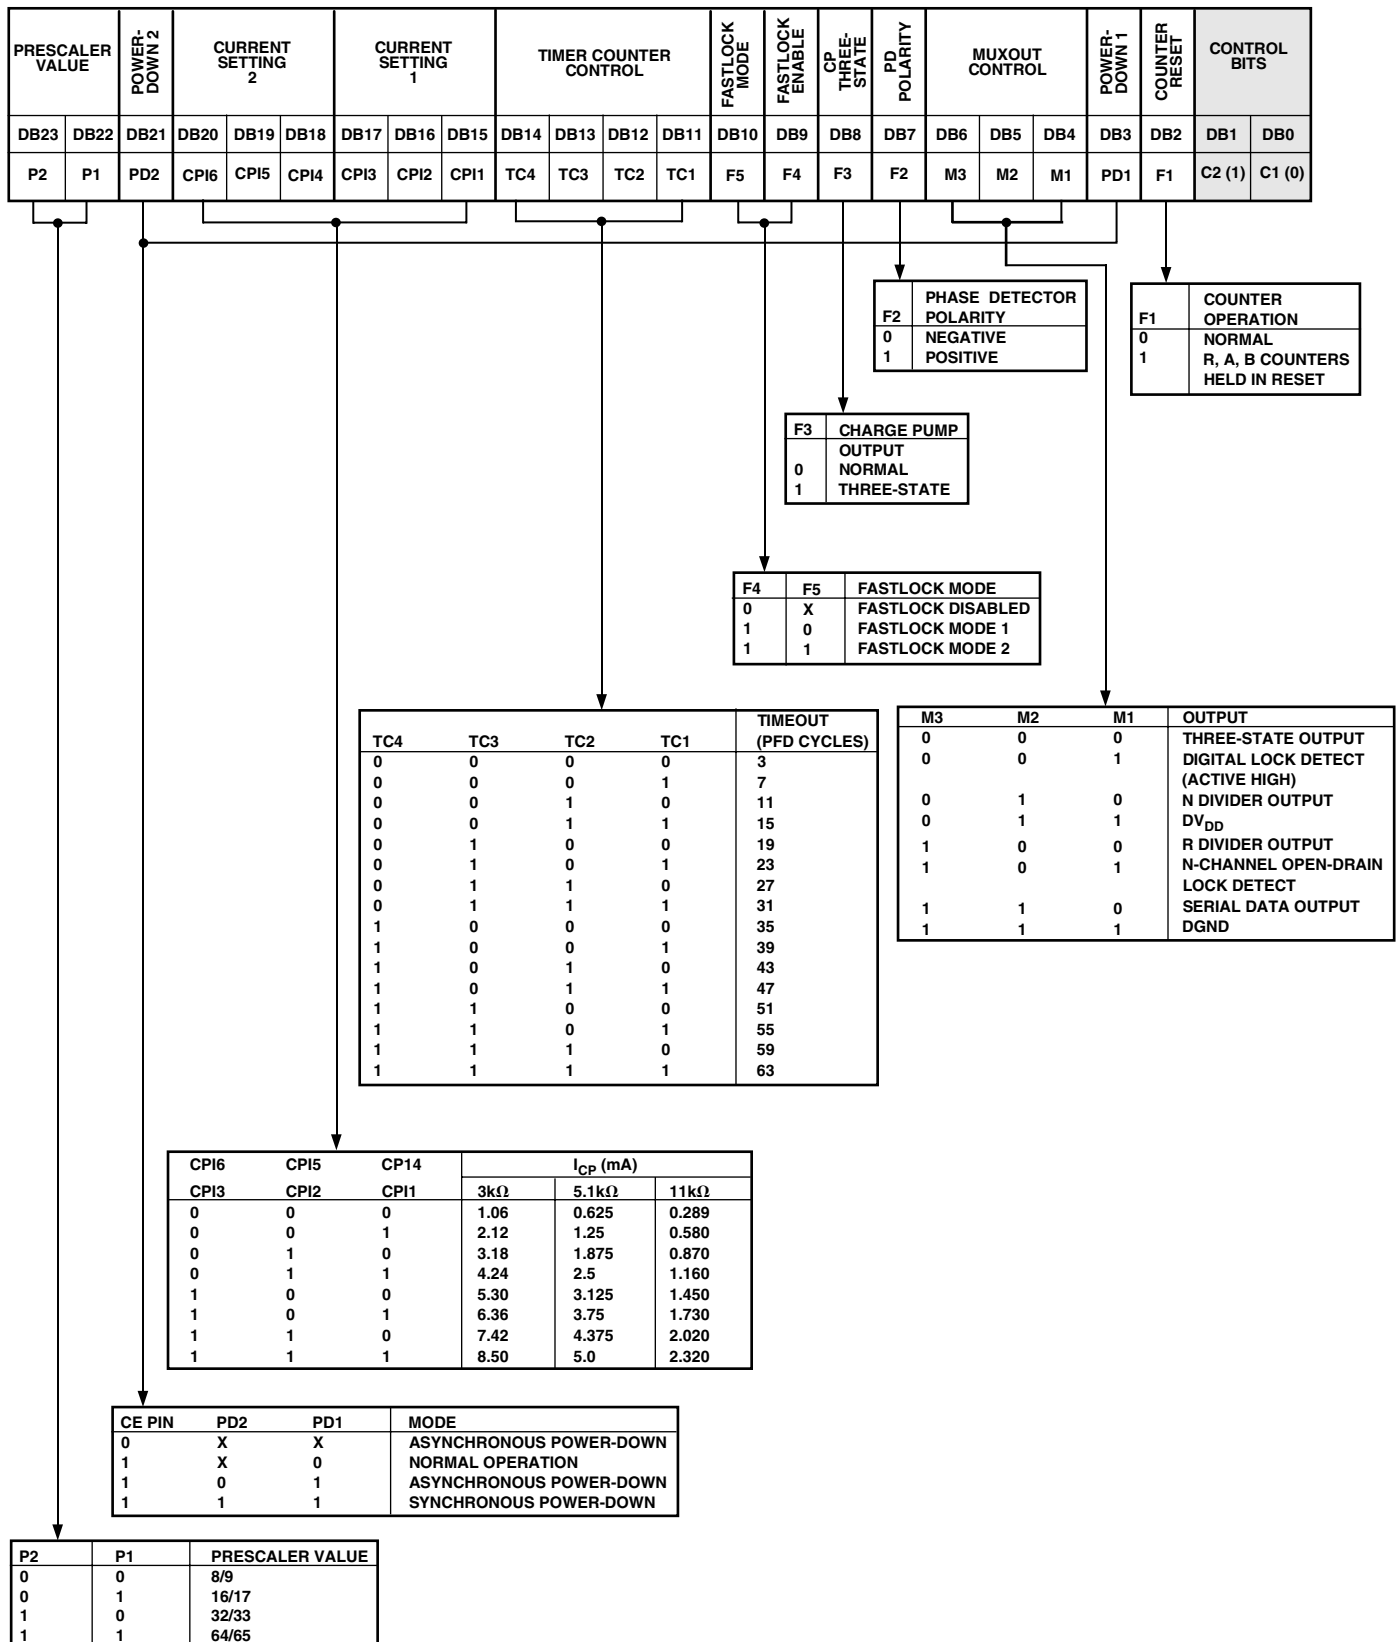 PRESCALER VALUE POWER-DOWN 2 CURRENT SETTING 2 CURRENT SETTING 1 TIMER COUNTER CONTROL FASTLOCK MODE FASTLOCK ENABLE CP THREE-STATE PD POLARITY MUXOUT CONTROL POWER-DOWN 1 COUNTER RESET CONTROL BITS
DB23 DB22 DB21 DB20 DB19 DB18 DB17 DB16 DB15 DB14 DB13 DB12 DB11 DB10 DB9 DB8 DB7 DB6 DB5 DB4 DB3 DB2 DB1 DB0
P2 P1 PD2 CPI6 CPI5 CPI4 CPI3 CPI2 CPI1 TC4 TC3 TC2 TC1 F5 F4 F3 F2 M3 M2 M1 PD1 F1 C2 (1) C1 (0)
PHASE DETECTOR
F2 POLARITY
0 NEGATIVE
1 POSITIVE
COUNTER
F1 OPERATION
0 NORMAL
1 R, A, B COUNTERS
HELD IN RESET
F3 CHARGE PUMP
OUTPUT
0 NORMAL
1 THREE-STATE
F4 F5 FASTLOCK MODE
0 X FASTLOCK DISABLED
1 0 FASTLOCK MODE 1
1 1 FASTLOCK MODE 2
TIMEOUT
TC4 TC3 TC2 TC1 (PFD CYCLES)
0 0 0 0 3
0 0 0 1 7
0 0 1 0 11
0 0 1 1 15
0 1 0 0 19
0 1 0 1 23
0 1 1 0 27
0 1 1 1 31
1 0 0 0 35
1 0 0 1 39
1 0 1 0 43
1 0 1 1 47
1 1 0 0 51
1 1 0 1 55
1 1 1 0 59
1 1 1 1 63
M3 M2 M1 OUTPUT
0 0 0 THREE-STATE OUTPUT
0 0 1 DIGITAL LOCK DETECT
(ACTIVE HIGH)
0 1 0 N DIVIDER OUTPUT
0 1 1 DVDD
1 0 0 R DIVIDER OUTPUT
1 0 1 N-CHANNEL OPEN-DRAIN
LOCK DETECT
1 1 0 SERIAL DATA OUTPUT
1 1 1 DGND
CPI6 CPI5 CP14 ICP (mA)
CPI3 CPI2 CPI1 3kΩ 5.1kΩ 11kΩ
0 0 0 1.06 0.625 0.289
0 0 1 2.12 1.25 0.580
0 1 0 3.18 1.875 0.870
0 1 1 4.24 2.5 1.160
1 0 0 5.30 3.125 1.450
1 0 1 6.36 3.75 1.730
1 1 0 7.42 4.375 2.020
1 1 1 8.50 5.0 2.320
CE PIN PD2 PD1 MODE
0 X X ASYNCHRONOUS POWER-DOWN
1 X 0 NORMAL OPERATION
1 0 1 ASYNCHRONOUS POWER-DOWN
1 1 1 SYNCHRONOUS POWER-DOWN
P2 P1 PRESCALER VALUE
0 0 8/9
0 1 16/17
1 0 32/33
1 1 64/65